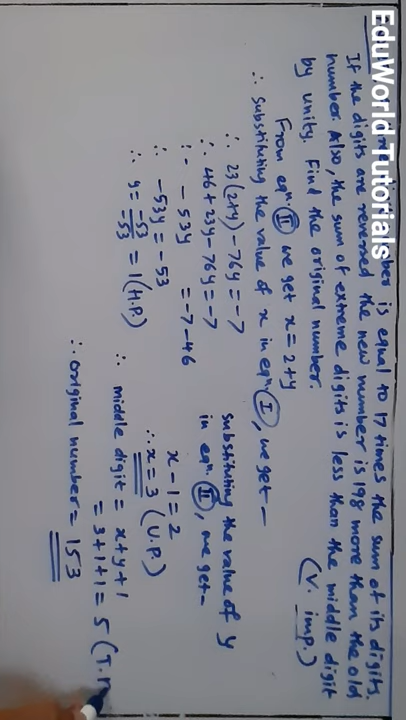 EduWorld Tutorials
is equal to 17 times the sum of its digits.
If the digits are reversed the new number is 198 more than the old
number. Also, the sum of extreme digits is less than the middle digit
by unity. Find the original number. (V. imp.)
From eqn. II we get x = 2+y
∴ substituting the value of x in eqn. I, we get -
∴ 23(2+y) - 76y = -7
∴ 46+23y-76y = -7
∴ - 53y = -7-46
∴ -53y = -53
∴ y = -53/-53 = 1 (H.P.)
substituting the value of y
in eqn. II, we get-
x - 1 = 2
∴ x = 3 (U.P.)
∴ middle digit = x+y+1
= 3+1+1 = 5 (T.
∴ original number = 153